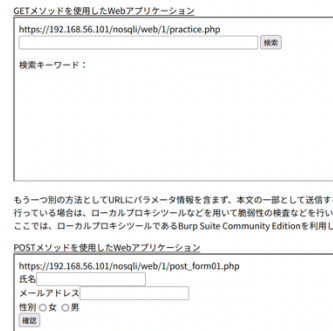 GETメソッドを使用したWebアプリケーション
https://192.168.56.101/nosqli/web/1/practice.php
検索
検索キーワード：
もう一つ別の方法としてURLにパラメータ情報を含まず、本文の一部として送信す
行っている場合は、ローカルプロキシツールなどを用いて脆弱性の検査などを行い
ここでは、ローカルプロキシツールであるBurp Suite Community Editionを利用し
POSTメソッドを使用したWebアプリケーション
https://192.168.56.101/nosqli/web/1/post_form01.php
氏名
メールアドレス
性別 女 男
確認